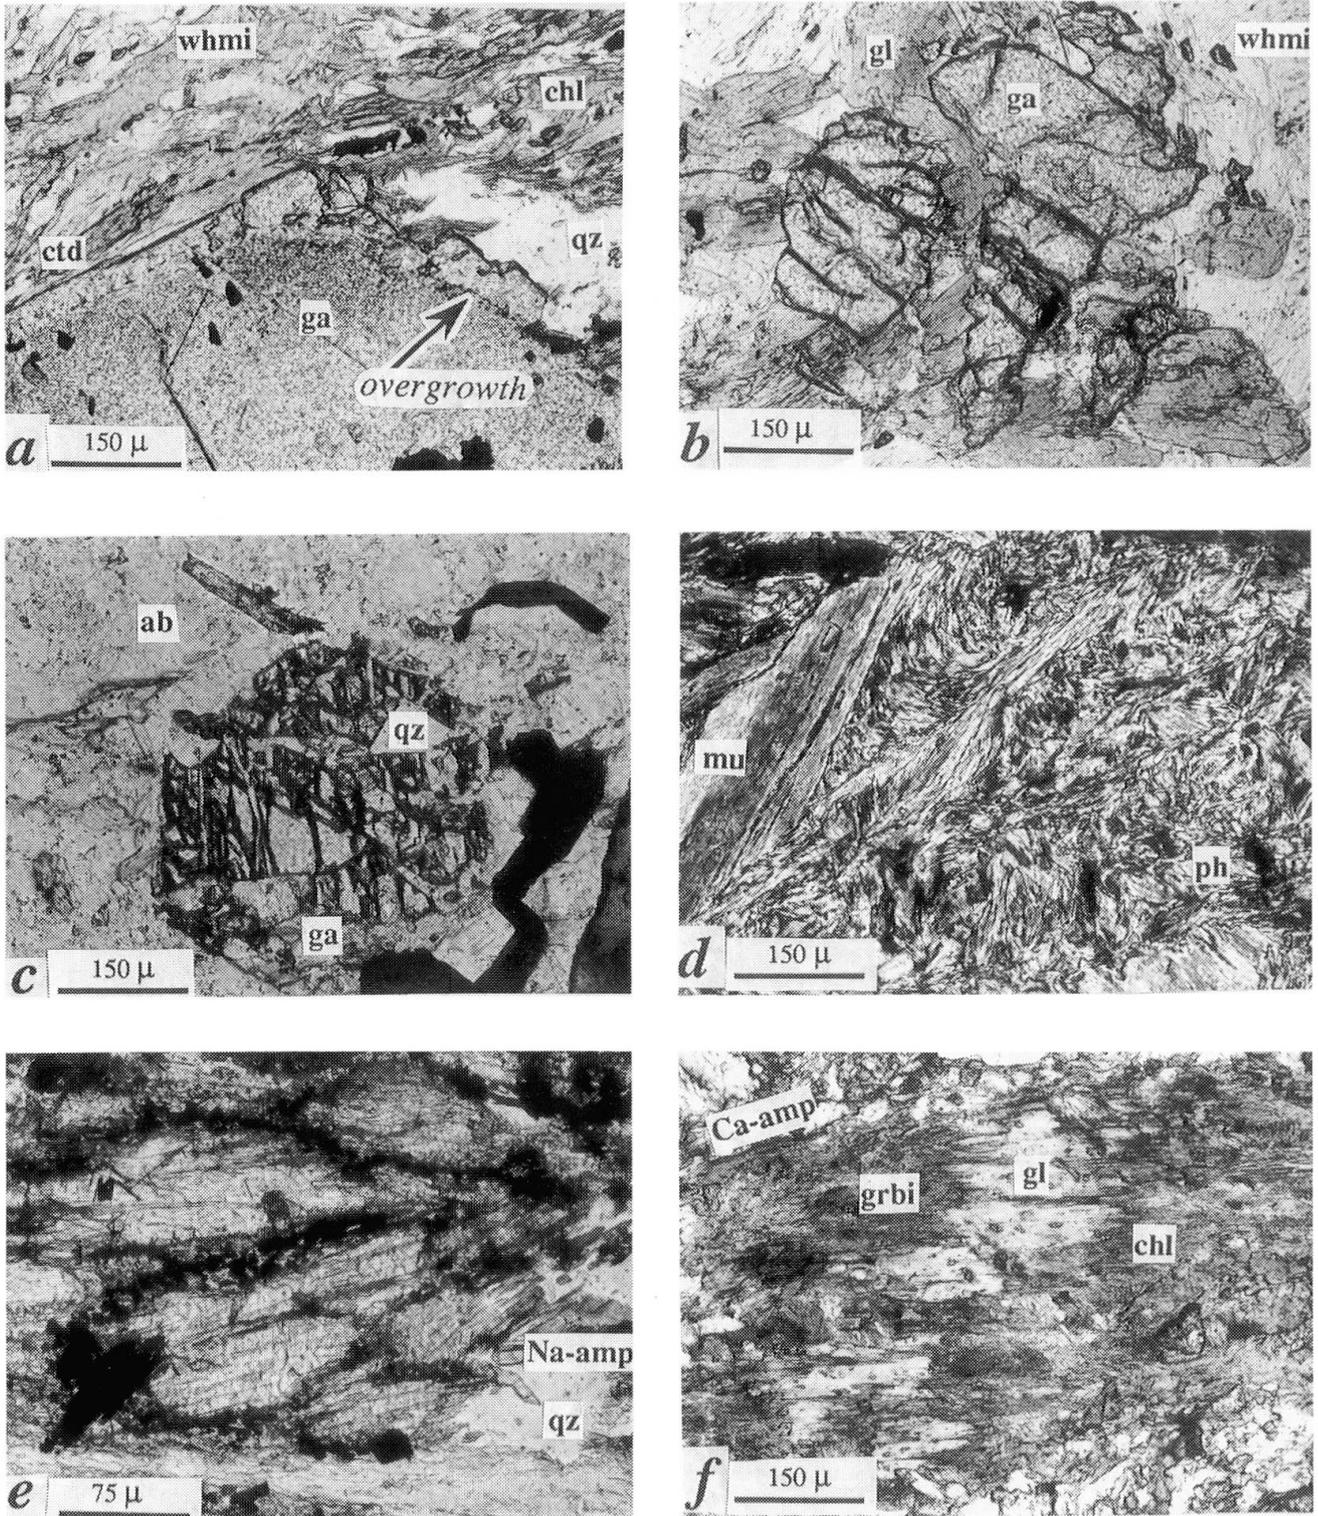 whmi
chl
ctd
qz
ga
overgrowth
a
150 μ
gl
whmi
ga
b
150 μ
ab
qz
ga
c
150 μ
mu
ph
d
150 μ
Na-amp
qz
e
75 μ
Ca-amp
gl
grbi
chl
f
150 μ